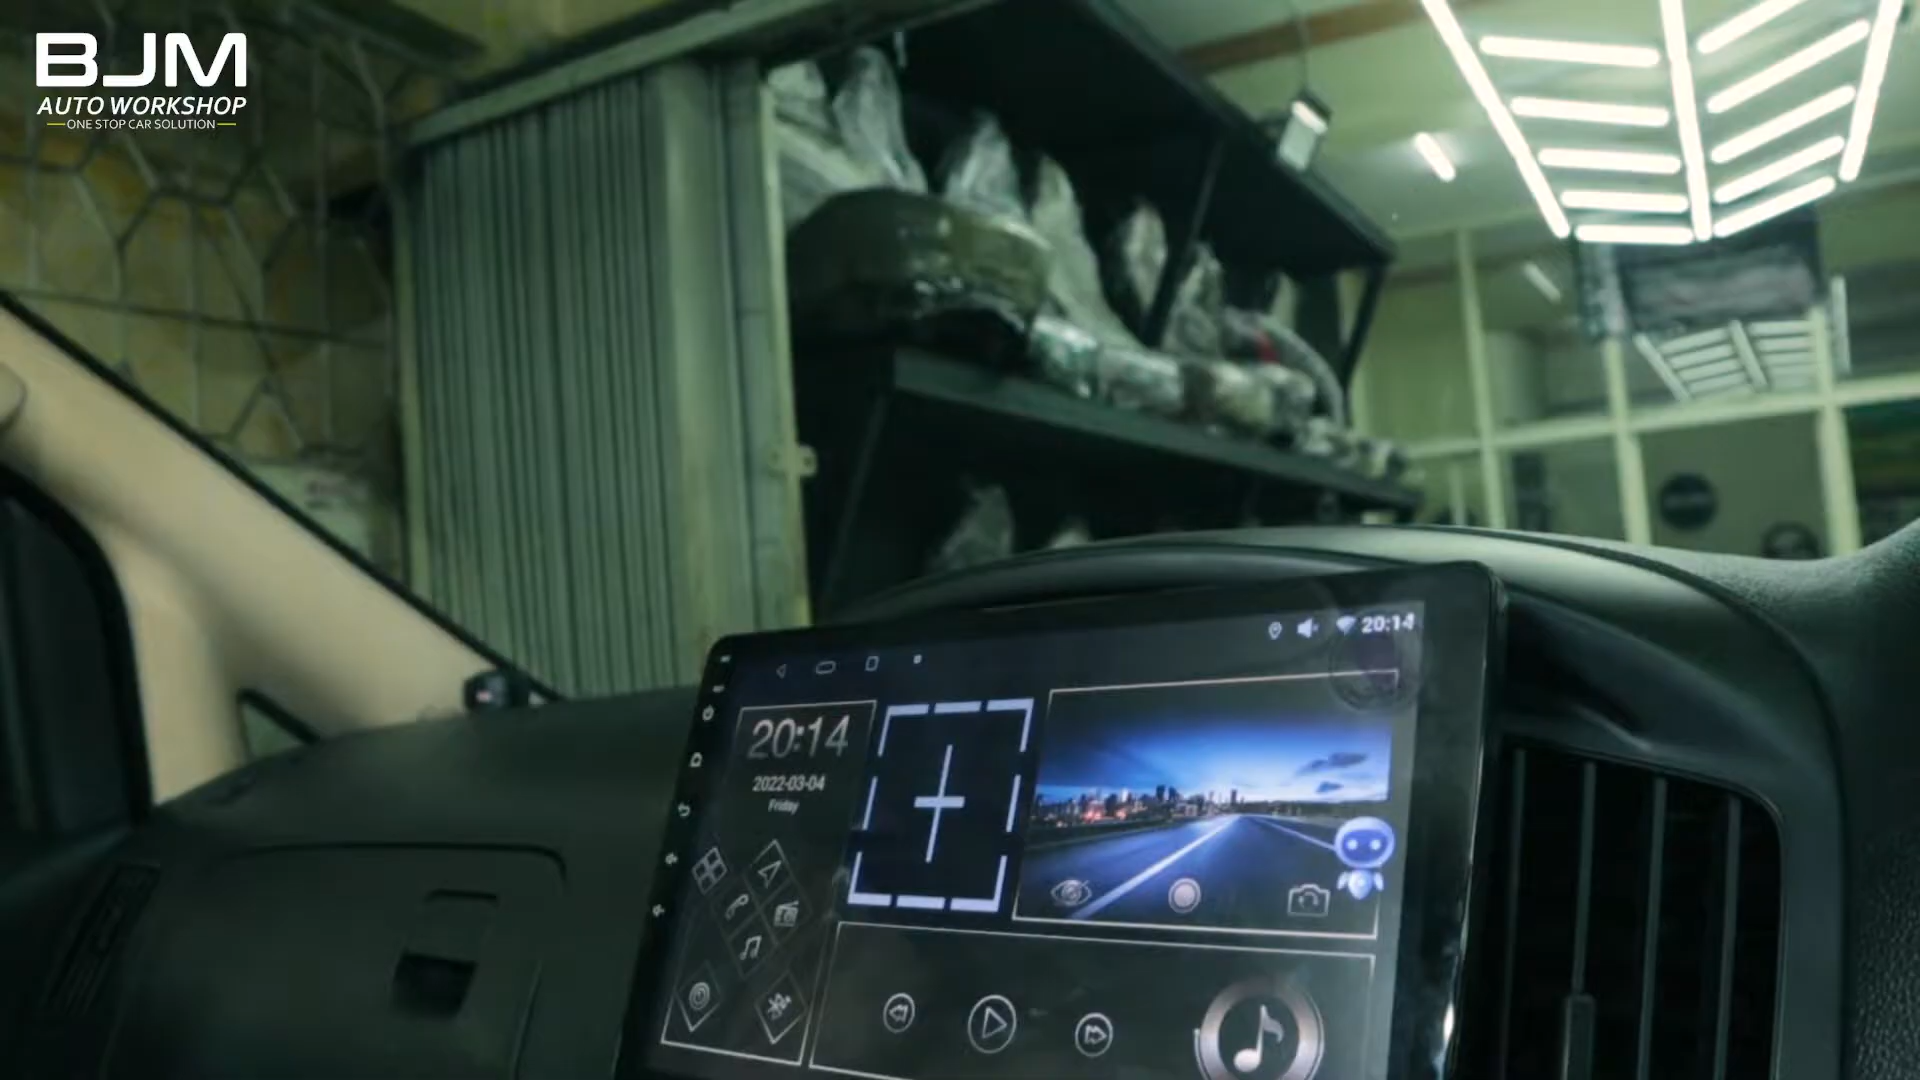 BJM
AUTO WORKSHOP
ONE STOP CAR SOLUTION
20:14
20:14
2022-03-04
Friday